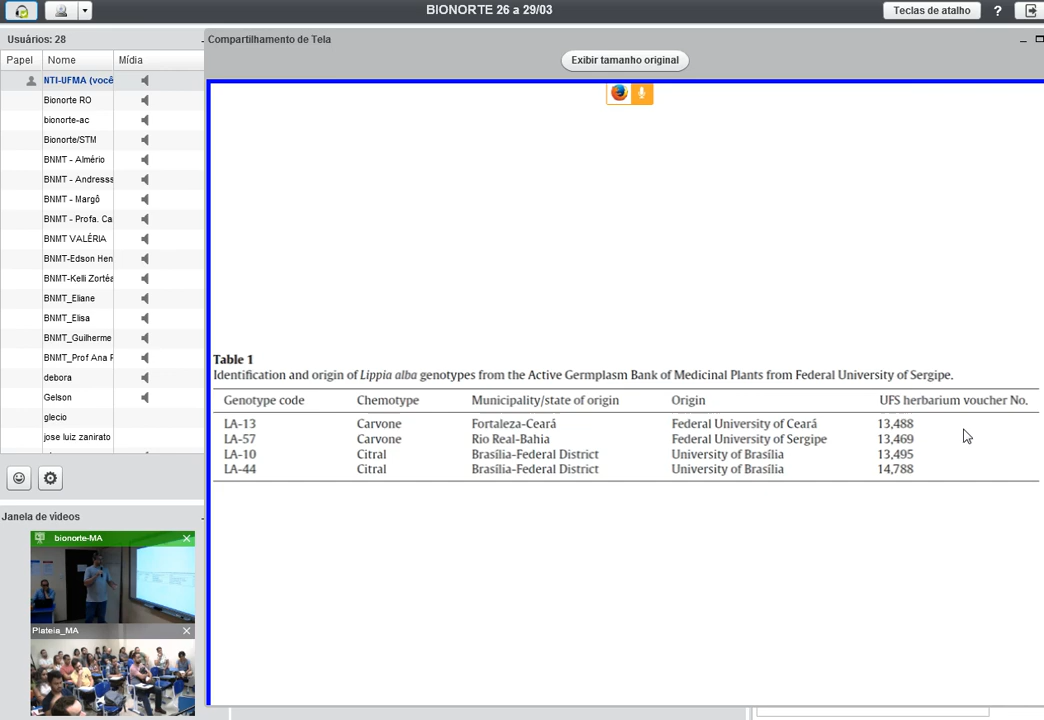 BIONORTE 26 a 29/03
Teclas de atalho
?
Usuários: 28
Papel Nome Mídia
NTI-UFMA (você
Bionorte RO
bionorte-ac
Bionorte/STM
BNMT - Almério
BNMT - Andresss
BNMT - Margô
BNMT - Profa. Ca
BNMT VALÉRIA
BNMT-Edson Hen
BNMT-Kelli Zortéa
BNMT_Eliane
BNMT_Elisa
BNMT_Guilherme
BNMT_Prof Ana
debora
Gelson
glecio
jose luiz zanirato
Janela de vídeos
bionorte-MA
Plateia_MA
Compartilhamento de Tela
Exibir tamanho original
Table 1
Identification and origin of Lippia alba genotypes from the Active Germplasm Bank of Medicinal Plants from Federal University of Sergipe.
Genotype code Chemotype Municipality/state of origin Origin UFS herbarium voucher No.
LA-13 Carvone Fortaleza-Ceará Federal University of Ceará 13,488
LA-57 Carvone Rio Real-Bahia Federal University of Sergipe 13,469
LA-10 Citral Brasília-Federal District University of Brasília 13,495
LA-44 Citral Brasília-Federal District University of Brasília 14,788